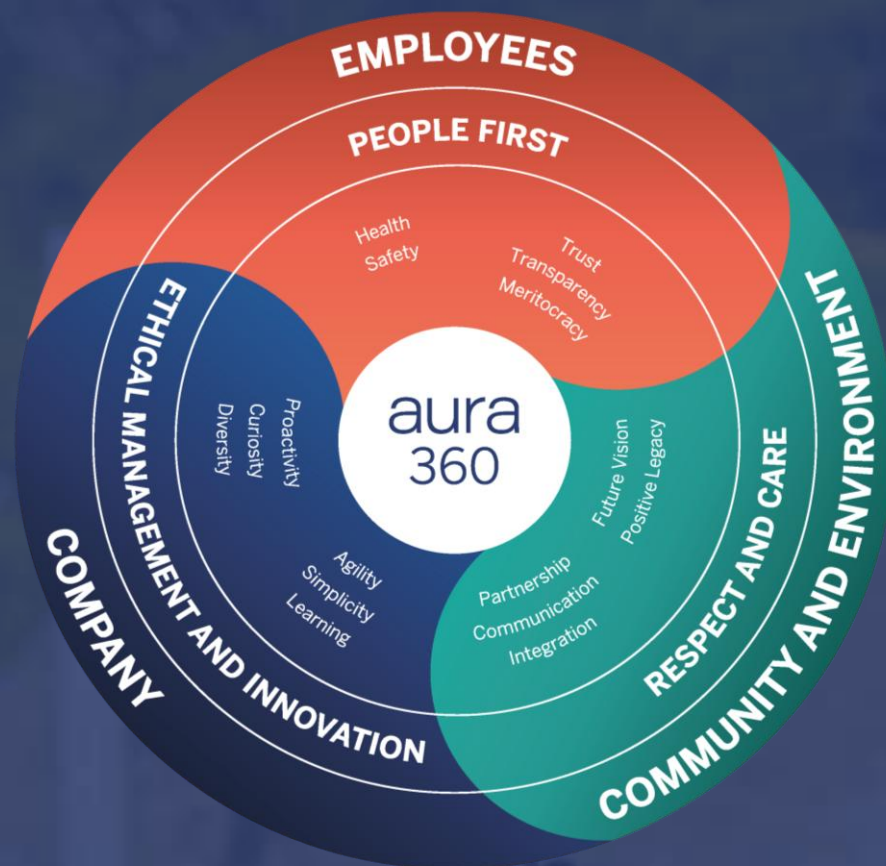 EMPLOYEES
PEOPLE FIRST
Health
Safety
Trust
Transparency
Meritocracy
COMMUNITY AND ENVIRONMENT
RESPECT AND CARE
Future Vision
Positive Legacy
Partnership
Communication
Integration
COMPANY
ETHICAL MANAGEMENT AND INNOVATION
Proactivity
Curiosity
Diversity
Agility
Simplicity
Learning
aura
360